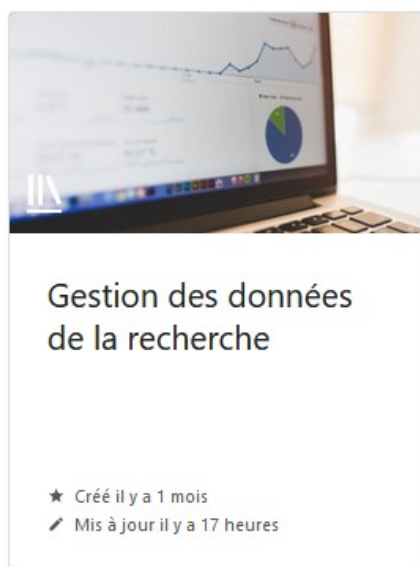 Gestion des données
de la recherche
Créé il y a 1 mois
Mis à jour il y a 17 heures